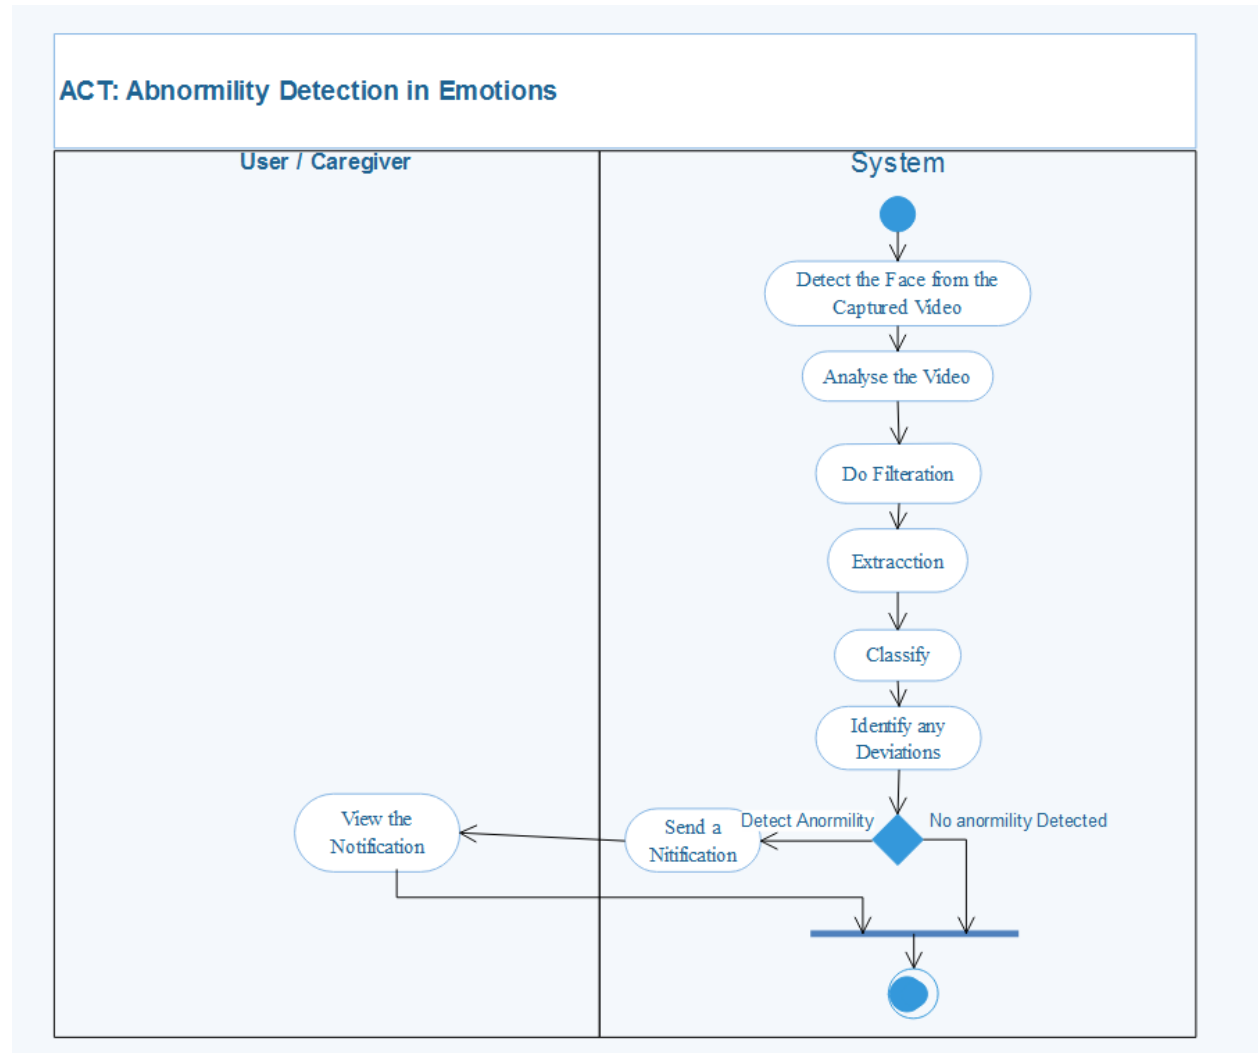 ACT: Abnormility Detection in Emotions
User / Caregiver
System
Detect the Face from the
Captured Video
Analyse the Video
Do Filteration
Extracction
Classify
Identify any
Deviations
Detect Anormility
No anormility Detected
Send a
Nitification
View the
Notification